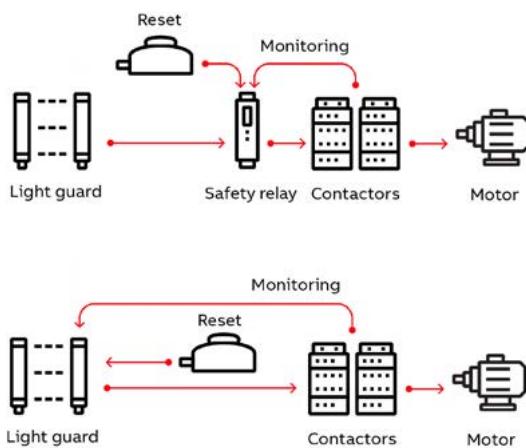 Reset
Monitoring
Light guard
Safety relay
Contactors
Motor
Monitoring
Reset
Light guard
Contactors
Motor